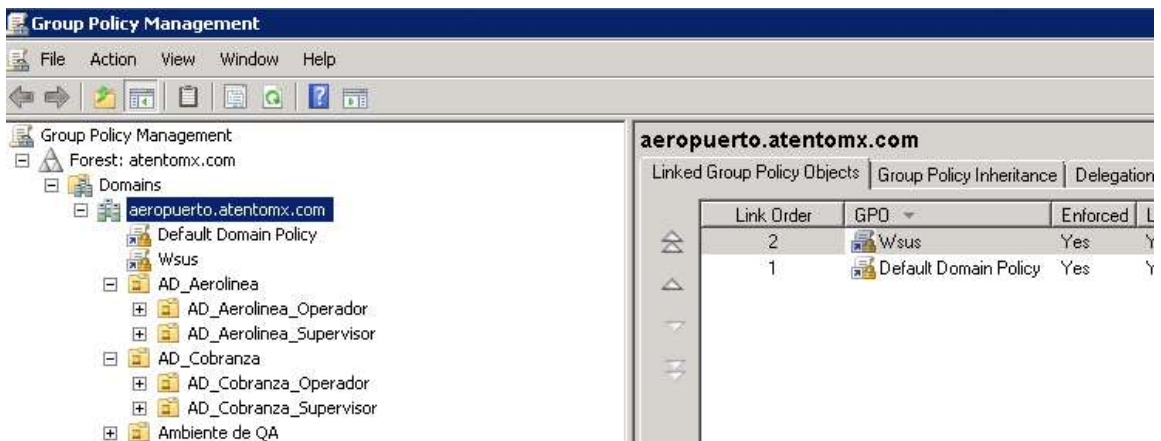 Group Policy Management
File Action View Window Help
Group Policy Management
Forest: atentomx.com
Domains
aeropuerto.atentomx.com
Default Domain Policy
Wsus
AD_Aerolinea
AD_Aerolinea_Operador
AD_Aerolinea_Supervisor
AD_Cobranza
AD_Cobranza_Operador
AD_Cobranza_Supervisor
Ambiente de QA
aeropuerto.atentomx.com
Linked Group Policy Objects Group Policy Inheritance Delegation
Link Order GPO Enforced L
2 Wsus Yes Y
1 Default Domain Policy Yes Y